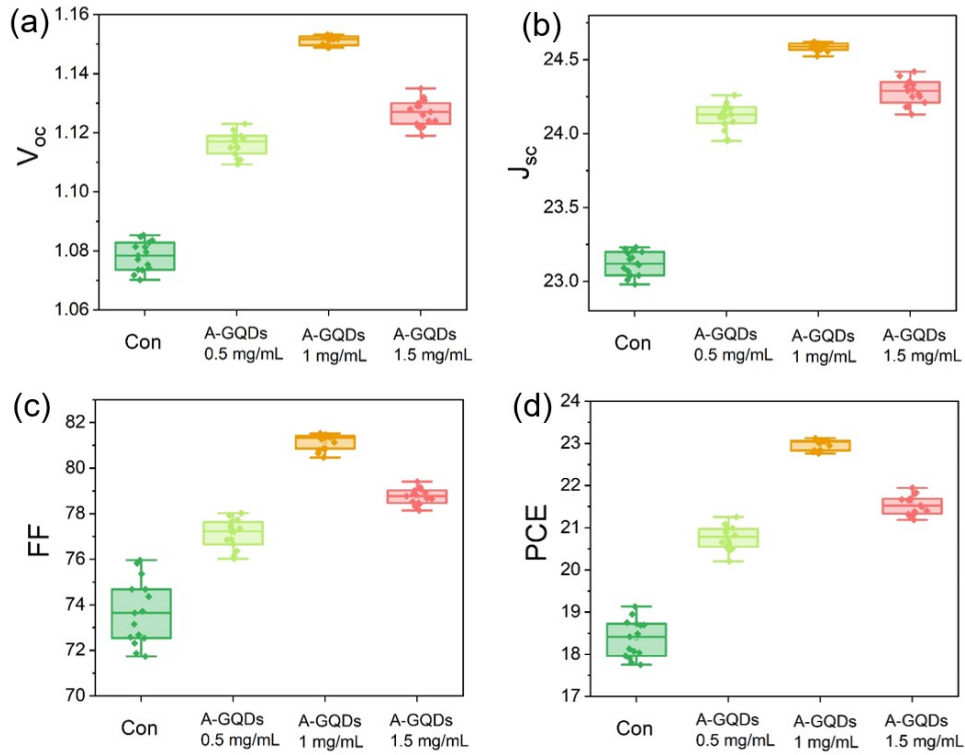 (a)
1.16
1.14
1.12
1.10
1.08
1.06
Voc
Con
A-GQDs
0.5 mg/mL
A-GQDs
1 mg/mL
A-GQDs
1.5 mg/mL
(b)
24.5
24.0
23.5
23.0
Jsc
Con
A-GQDs
0.5 mg/mL
A-GQDs
1 mg/mL
A-GQDs
1.5 mg/mL
(c)
82
80
78
76
74
72
70
FF
Con
A-GQDs
0.5 mg/mL
A-GQDs
1 mg/mL
A-GQDs
1.5 mg/mL
(d)
24
23
22
21
20
19
18
17
PCE
Con
A-GQDs
0.5 mg/mL
A-GQDs
1 mg/mL
A-GQDs
1.5 mg/mL